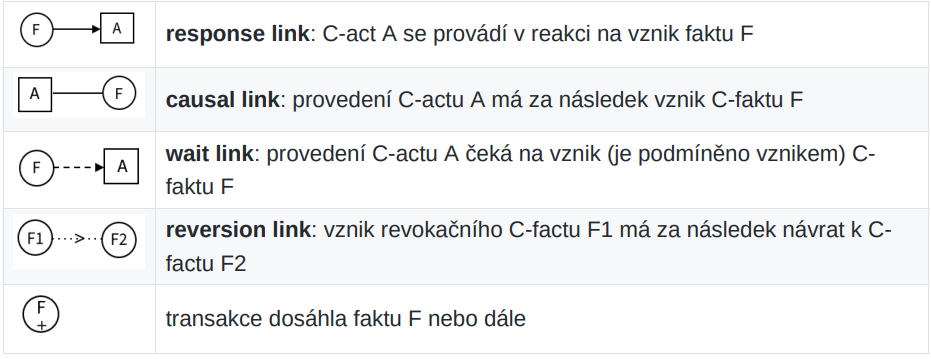 F A response link: C-act A se provádí v reakci na vznik faktu F
A F causal link: provedení C-actu A má za následek vznik C-faktu F
F A wait link: provedení C-actu A čeká na vznik (je podmíněno vznikem) C-
faktu F
F1 > F2 reversion link: vznik revokačního C-factu F1 má za následek návrat k C-
factu F2
F
+
transakce dosáhla faktu F nebo dále